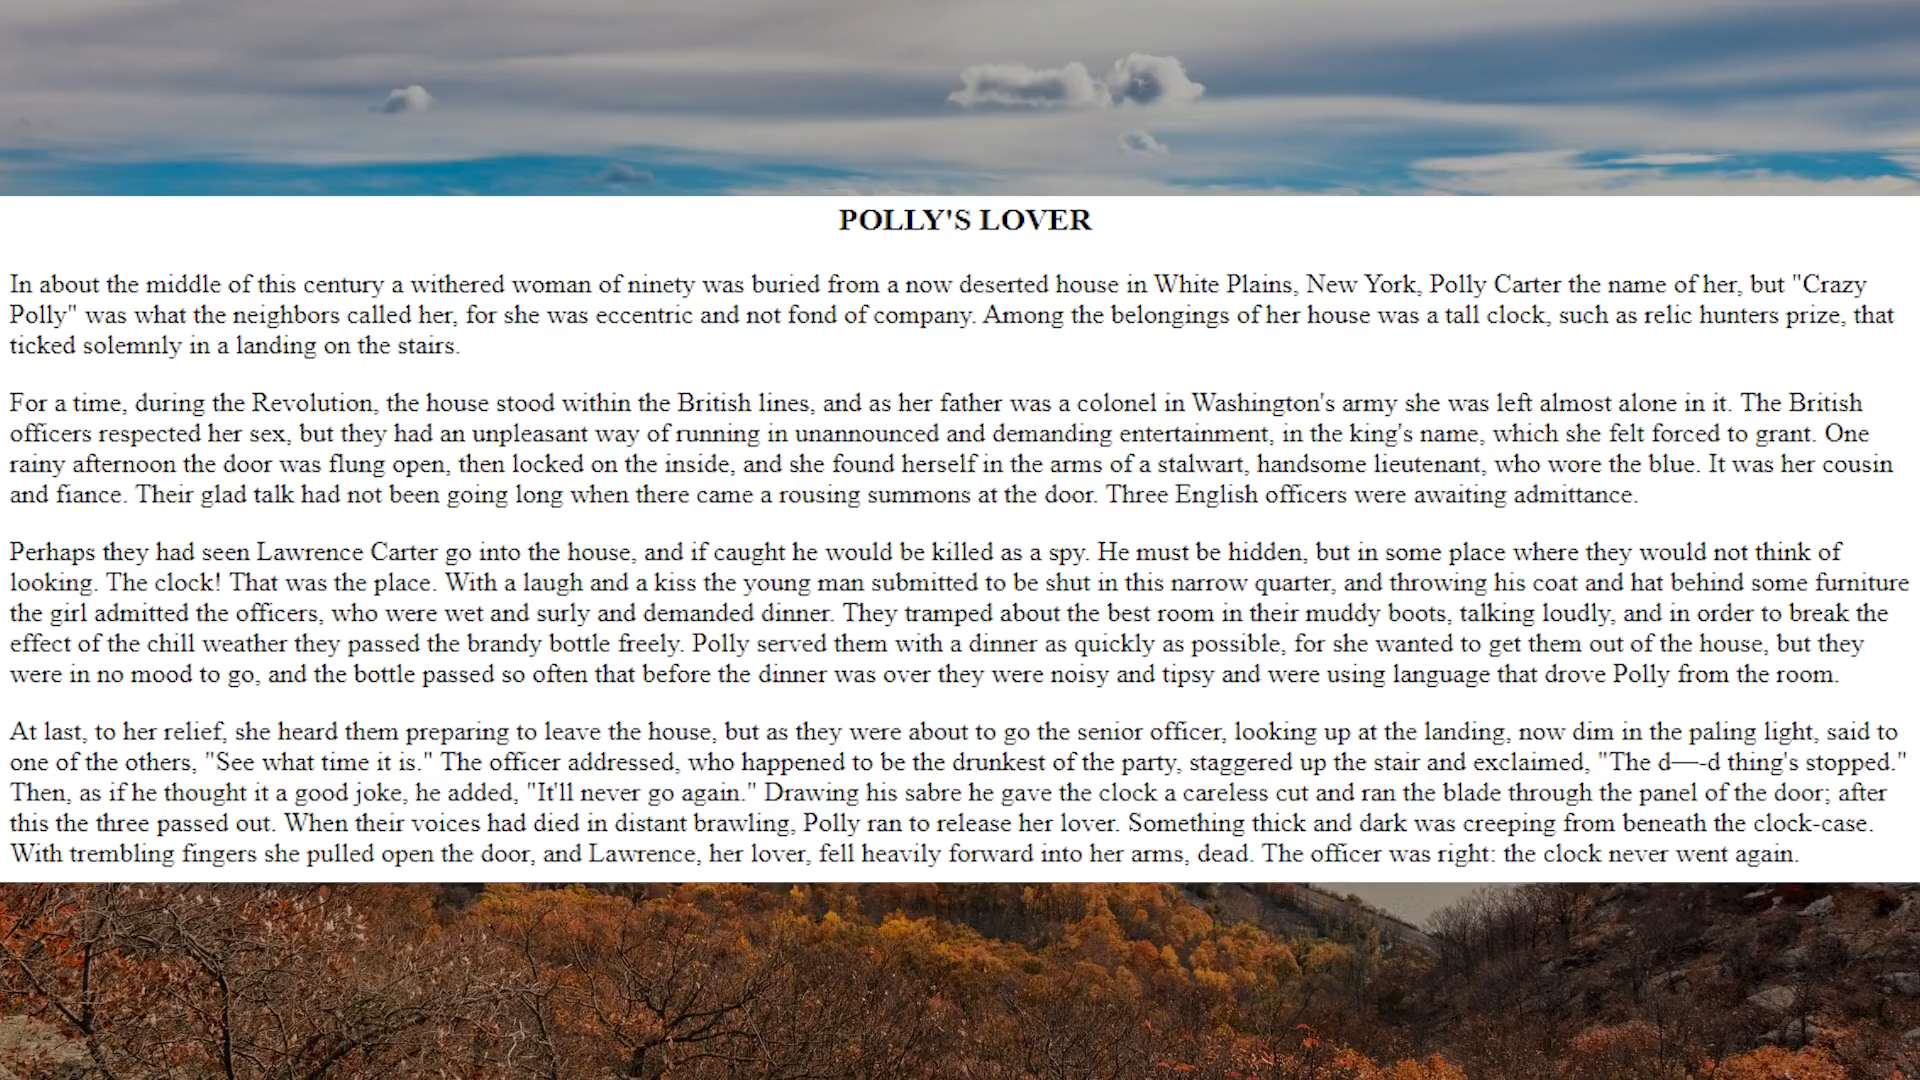 POLLY'S LOVER
In about the middle of this century a withered woman of ninety was buried from a now deserted house in White Plains, New York, Polly Carter the name of her, but "Crazy
Polly" was what the neighbors called her, for she was eccentric and not fond of company. Among the belongings of her house was a tall clock, such as relic hunters prize, that
ticked solemnly in a landing on the stairs.
For a time, during the Revolution, the house stood within the British lines, and as her father was a colonel in Washington's army she was left almost alone in it. The British
officers respected her sex, but they had an unpleasant way of running in unannounced and demanding entertainment, in the king's name, which she felt forced to grant. One
rainy afternoon the door was flung open, then locked on the inside, and she found herself in the arms of a stalwart, handsome lieutenant, who wore the blue. It was her cousin
and fiance. Their glad talk had not been going long when there came a rousing summons at the door. Three English officers were awaiting admittance.
Perhaps they had seen Lawrence Carter go into the house, and if caught he would be killed as a spy. He must be hidden, but in some place where they would not think of
looking. The clock! That was the place. With a laugh and a kiss the young man submitted to be shut in this narrow quarter, and throwing his coat and hat behind some furniture
the girl admitted the officers, who were wet and surly and demanded dinner. They tramped about the best room in their muddy boots, talking loudly, and in order to break the
effect of the chill weather they passed the brandy bottle freely. Polly served them with a dinner as quickly as possible, for she wanted to get them out of the house, but they
were in no mood to go, and the bottle passed so often that before the dinner was over they were noisy and tipsy and were using language that drove Polly from the room.
At last, to her relief, she heard them preparing to leave the house, but as they were about to go the senior officer, looking up at the landing, now dim in the paling light, said to
one of the others, "See what time it is." The officer addressed, who happened to be the drunkest of the party, staggered up the stair and exclaimed, "The d—-d thing's stopped."
Then, as if he thought it a good joke, he added, "It'll never go again." Drawing his sabre he gave the clock a careless cut and ran the blade through the panel of the door; after
this the three passed out. When their voices had died in distant brawling, Polly ran to release her lover. Something thick and dark was creeping from beneath the clock-case.
With trembling fingers she pulled open the door, and Lawrence, her lover, fell heavily forward into her arms, dead. The officer was right: the clock never went again.